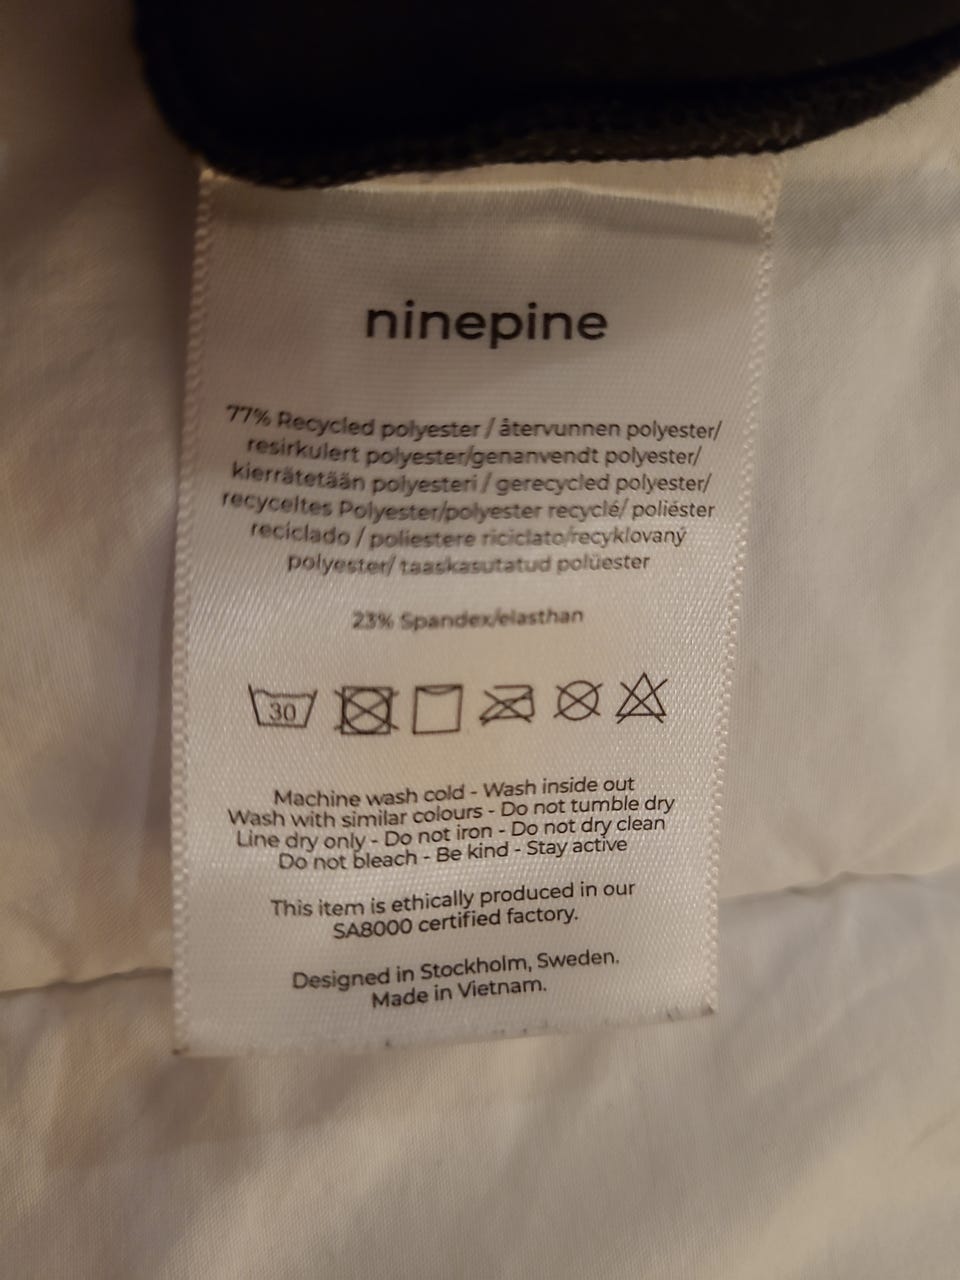 ninepine
77% Recycled polyester / återvunnen polyester/
resirkulert polyester/genanvendt polyester/
kierrätetään polyesteri / gerecycled polyester/
recyceltes Polyester/polyester recyclé/ poliéster
reciclado / poliestere riciclato/recyklovaný
polyester/ taaskasutatud polüester
23% Spandex/elasthan
30
Machine wash cold - Wash inside out
Wash with similar colours - Do not tumble dry
Line dry only - Do not iron - Do not dry clean
Do not bleach - Be kind - Stay active
This item is ethically produced in our
SA8000 certified factory.
Designed in Stockholm, Sweden.
Made in Vietnam.